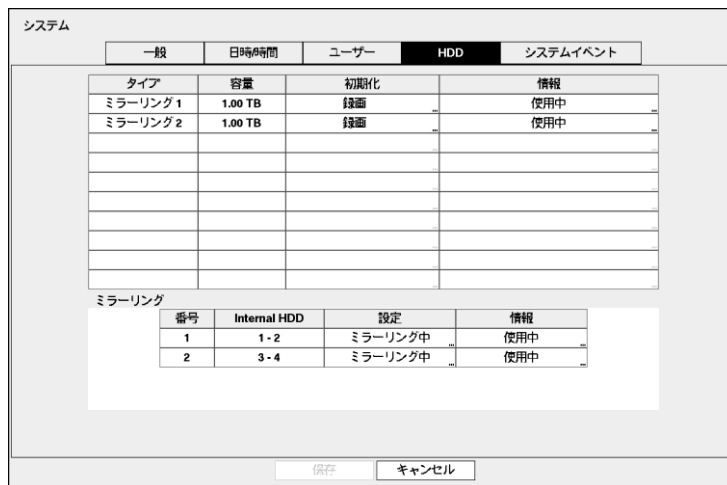 システム
一般 日時/時間 ユーザー HDD システムイベント
タイプ 容量 初期化 情報
ミラーリング 1 1.00 TB 録画 ... 使用中 ...
ミラーリング 2 1.00 TB 録画 ... 使用中 ...
ミラーリング
番号 Internal HDD 設定 情報
1 1 - 2 ミラーリング中 ... 使用中 ...
2 3 - 4 ミラーリング中 ... 使用中 ...
保存 キャンセル